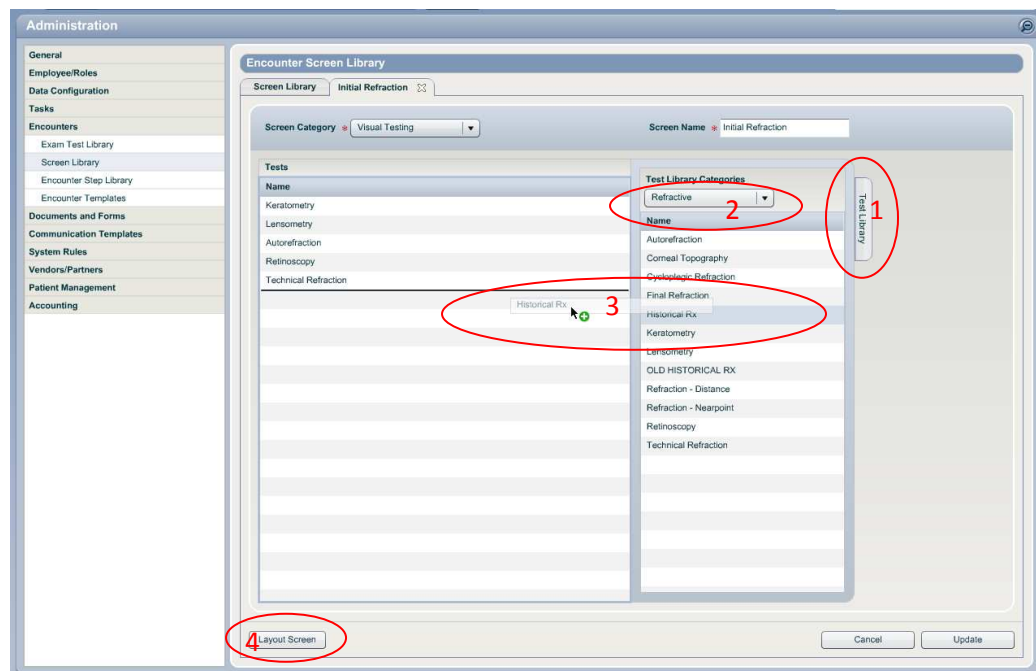 Administration
General
Employee/Roles
Data Configuration
Tasks
Encounters
Exam Test Library
Screen Library
Encounter Step Library
Encounter Templates
Documents and Forms
Communication Templates
System Rules
Vendors/Partners
Patient Management
Accounting
Encounter Screen Library
Screen Library
Initial Refraction
Screen Category * Visual Testing
Screen Name * Initial Refraction
Tests
Name
Keratometry
Lensometry
Autorefraction
Retinoscopy
Technical Refraction
Historical Rx
3
Test Library Categories
Refractive
2
Name
Autorefraction
Corneal Topography
Cycloplegic Refraction
Final Refraction
Historical Rx
Keratometry
Lensometry
OLD HISTORICAL RX
Refraction - Distance
Refraction - Nearpoint
Retinoscopy
Technical Refraction
Test Library
1
4
Layout Screen
Cancel
Update